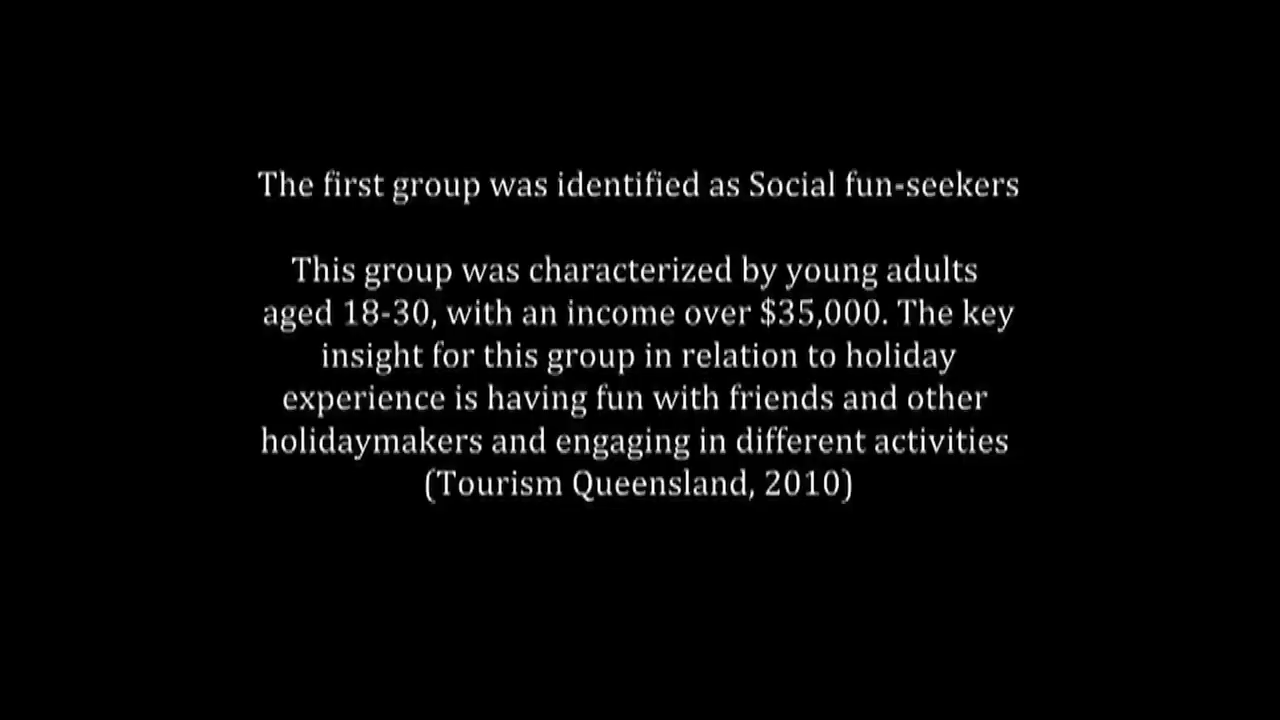 The first group was identified as Social fun-seekers
This group was characterized by young adults
aged 18-30, with an income over $35,000. The key
insight for this group in relation to holiday
experience is having fun with friends and other
holidaymakers and engaging in different activities
(Tourism Queensland, 2010)